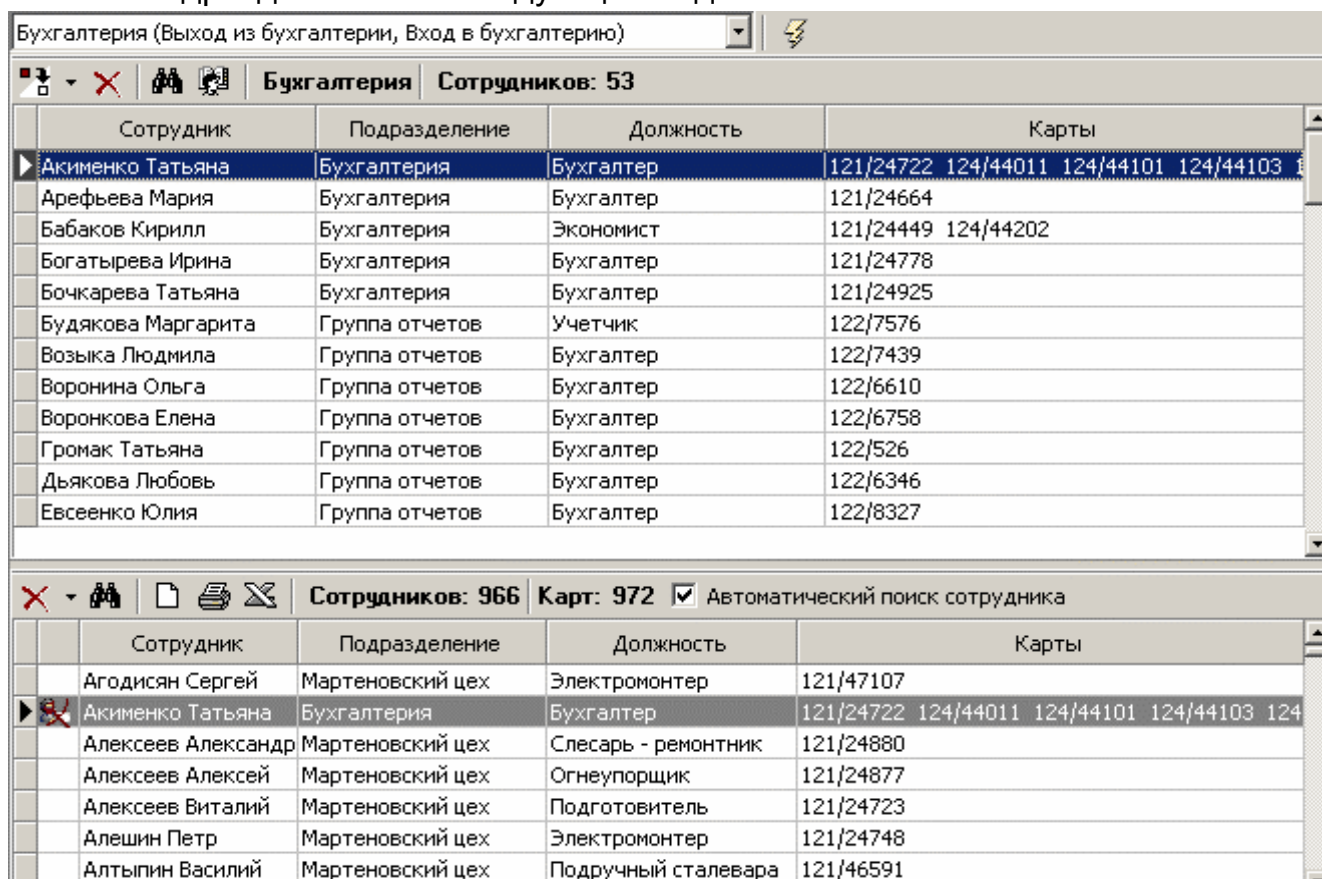 Бухгалтерия (Выход из бухгалтерии, Вход в бухгалтерию)
Бухгалтерия Сотрудников: 53
Сотрудник Подразделение Должность Карты
Акименко Татьяна Бухгалтерия Бухгалтер 121/24722 124/44011 124/44101 124/44103
Арефьева Мария Бухгалтерия Бухгалтер 121/24664
Бабаков Кирилл Бухгалтерия Экономист 121/24449 124/44202
Богатырева Ирина Бухгалтерия Бухгалтер 121/24778
Бочкарева Татьяна Бухгалтерия Бухгалтер 121/24925
Будякова Маргарита Группа отчетов Учетчик 122/7576
Возыка Людмила Группа отчетов Бухгалтер 122/7439
Воронина Ольга Группа отчетов Бухгалтер 122/6610
Воронкова Елена Группа отчетов Бухгалтер 122/6758
Громак Татьяна Группа отчетов Бухгалтер 122/526
Дьякова Любовь Группа отчетов Бухгалтер 122/6346
Евсеенко Юлия Группа отчетов Бухгалтер 122/8327
Сотрудников: 966 Карт: 972 Автоматический поиск сотрудника
Сотрудник Подразделение Должность Карты
Агодисян Сергей Мартеновский цех Электромонтер 121/47107
Акименко Татьяна Бухгалтерия Бухгалтер 121/24722 124/44011 124/44101 124/44103 124
Алексеев Александр Мартеновский цех Слесарь - ремонтник 121/24880
Алексеев Алексей Мартеновский цех Огнеупорщик 121/24877
Алексеев Виталий Мартеновский цех Подготовитель 121/24723
Алешин Петр Мартеновский цех Электромонтер 121/24748
Алтыпин Василий Мартеновский цех Подручный сталевара 121/46591